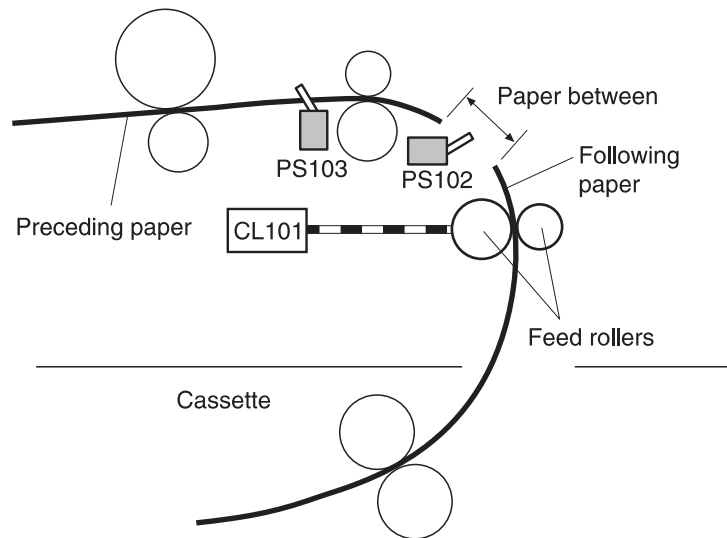 Paper between
PS103
PS102
Following
paper
Preceding paper
CL101
Feed rollers
Cassette